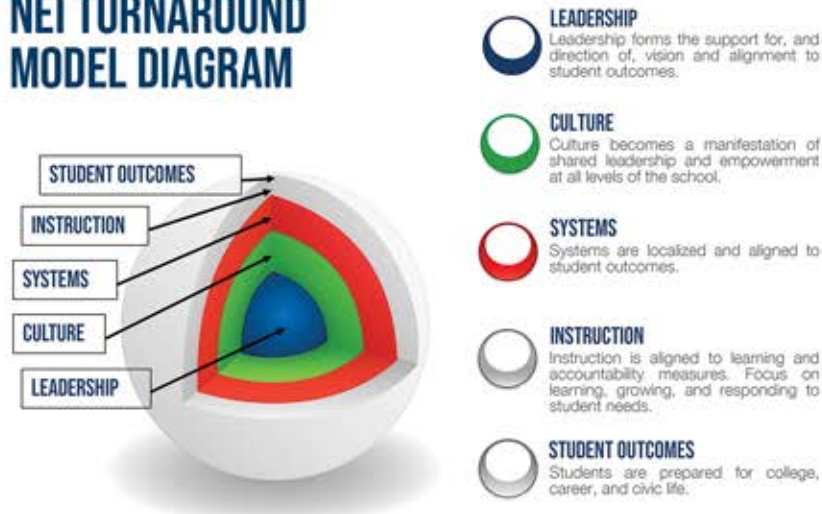 NEI TURNAROUND
MODEL DIAGRAM
STUDENT OUTCOMES
INSTRUCTION
SYSTEMS
CULTURE
LEADERSHIP
LEADERSHIP
Leadership forms the support for, and
direction of, vision and alignment to
student outcomes.
CULTURE
Culture becomes a manifestation of
shared leadership and empowerment
at all levels of the school.
SYSTEMS
Systems are localized and aligned to
student outcomes.
INSTRUCTION
Instruction is aligned to learning and
accountability measures. Focus on
learning, growing, and responding to
student needs.
STUDENT OUTCOMES
Students are prepared for college,
career, and civic life.